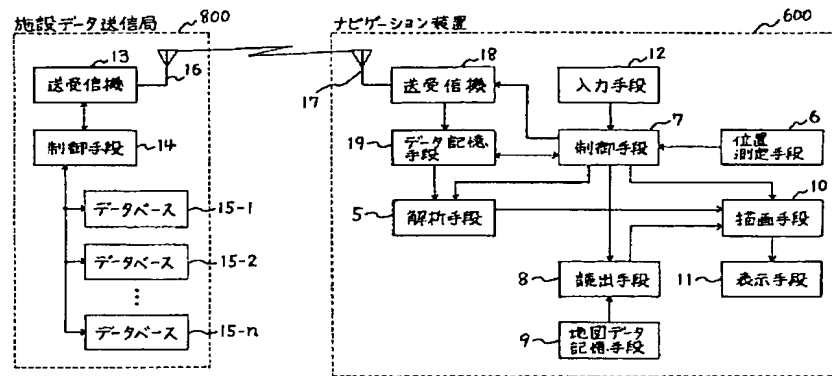 施設データ送信局
800
13
送受信機
16
制御手段
14
データベース
15-1
データベース
15-2
⋮
データベース
15-n
ナビゲーション装置
600
17
18
送受信機
12
入力手段
19
データ記憶
手段
7
制御手段
6
位置
測定手段
5
解析手段
10
描画手段
8
読出手段
11
表示手段
9
地図データ
記憶手段